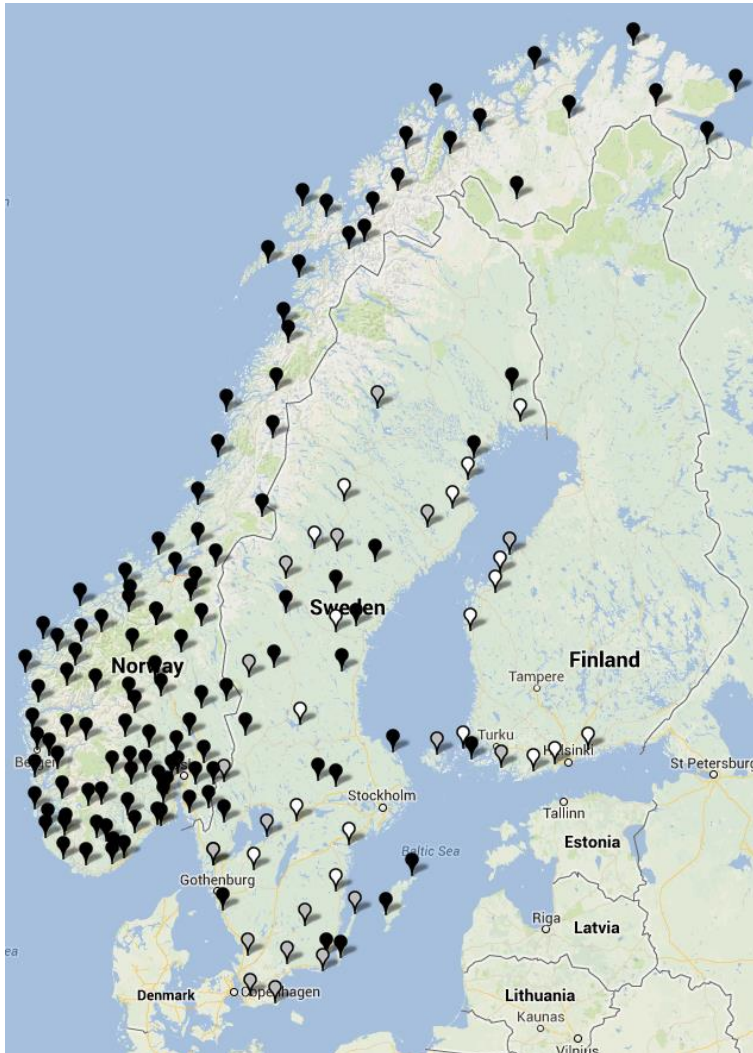 Sweden
Norway
Finland
Tampere
Turku
Helsinki
St Petersburg
Stockholm
Tallinn
Baltic Sea
Estonia
Gothenburg
Riga
Latvia
Denmark
Copenhagen
Lithuania
Kaunas
Vilnius